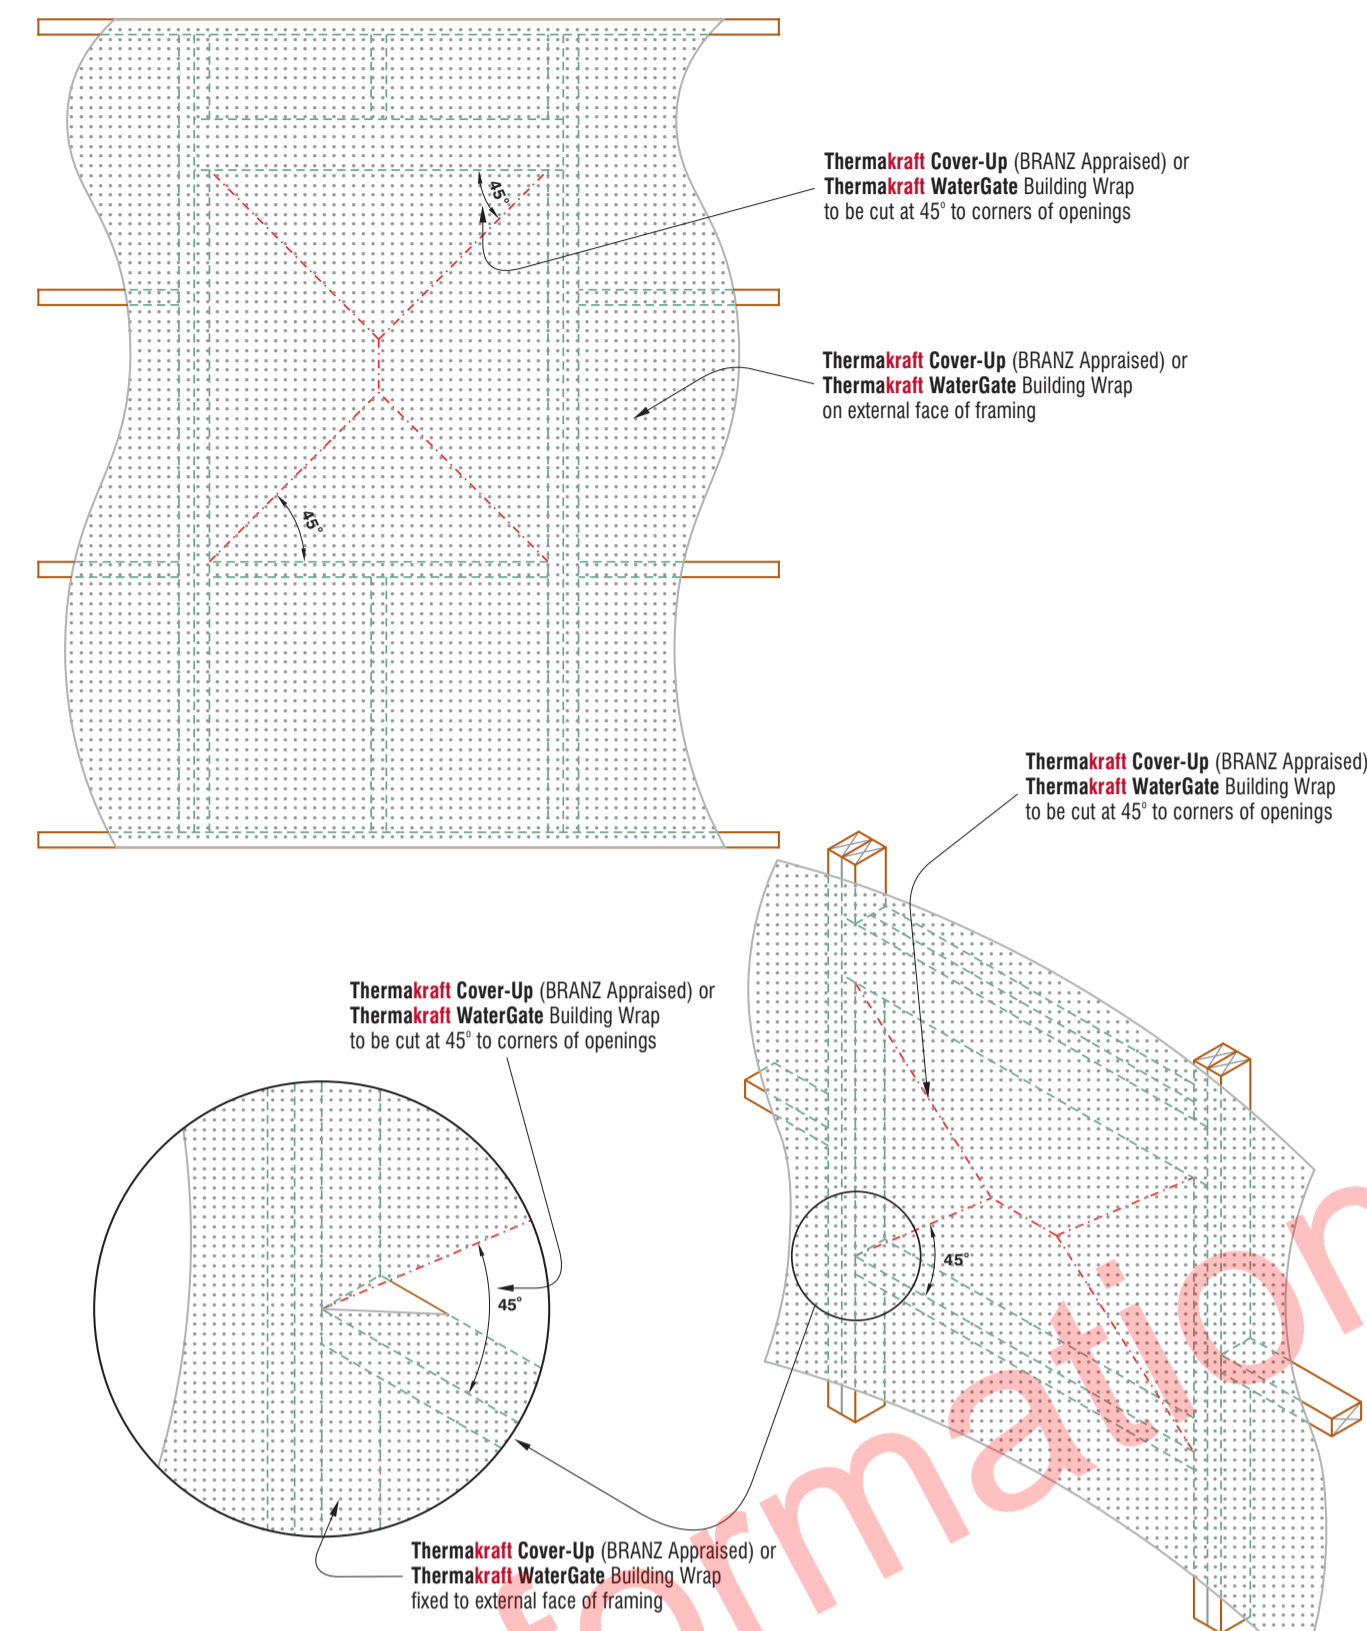 Thermakraft Cover-Up (BRANZ Appraised) or
Thermakraft WaterGate Building Wrap
to be cut at 45° to corners of openings
45°
Thermakraft Cover-Up (BRANZ Appraised) or
Thermakraft WaterGate Building Wrap
on external face of framing
45°
Thermakraft Cover-Up (BRANZ Appraised)
Thermakraft WaterGate Building Wrap
to be cut at 45° to corners of openings
Thermakraft Cover-Up (BRANZ Appraised) or
Thermakraft WaterGate Building Wrap
to be cut at 45° to corners of openings
45°
45°
Thermakraft Cover-Up (BRANZ Appraised) or
Thermakraft WaterGate Building Wrap
fixed to external face of framing
formation